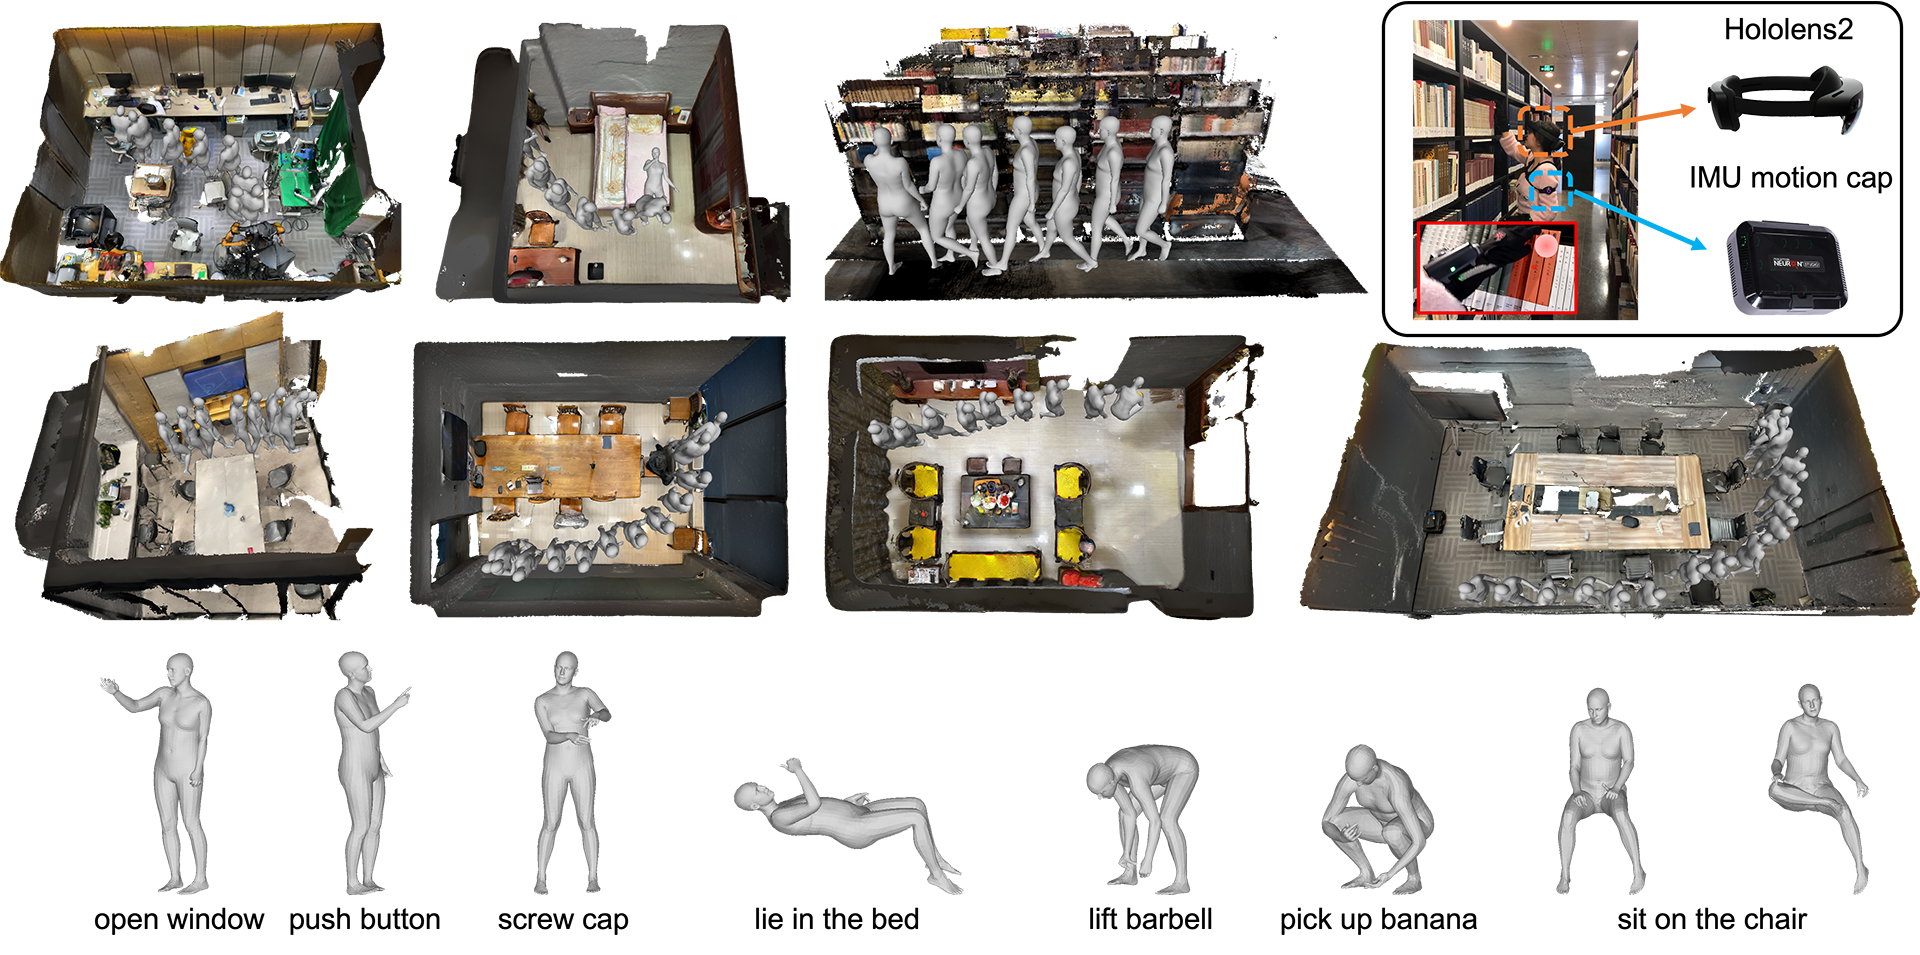 Hololens2
IMU motion cap
NEURON
open window
push button
screw cap
lie in the bed
lift barbell
pick up banana
sit on the chair